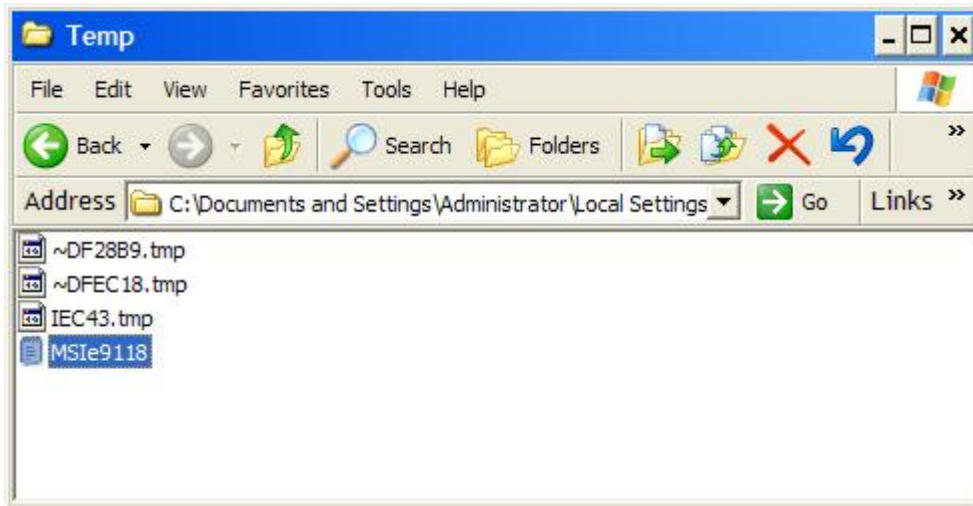 Temp
File Edit View Favorites Tools Help
Back Search Folders »
Address C:\Documents and Settings\Administrator\Local Settings Go Links »
~DF28B9.tmp
~DFEC18.tmp
IEC43.tmp
MSIe9118